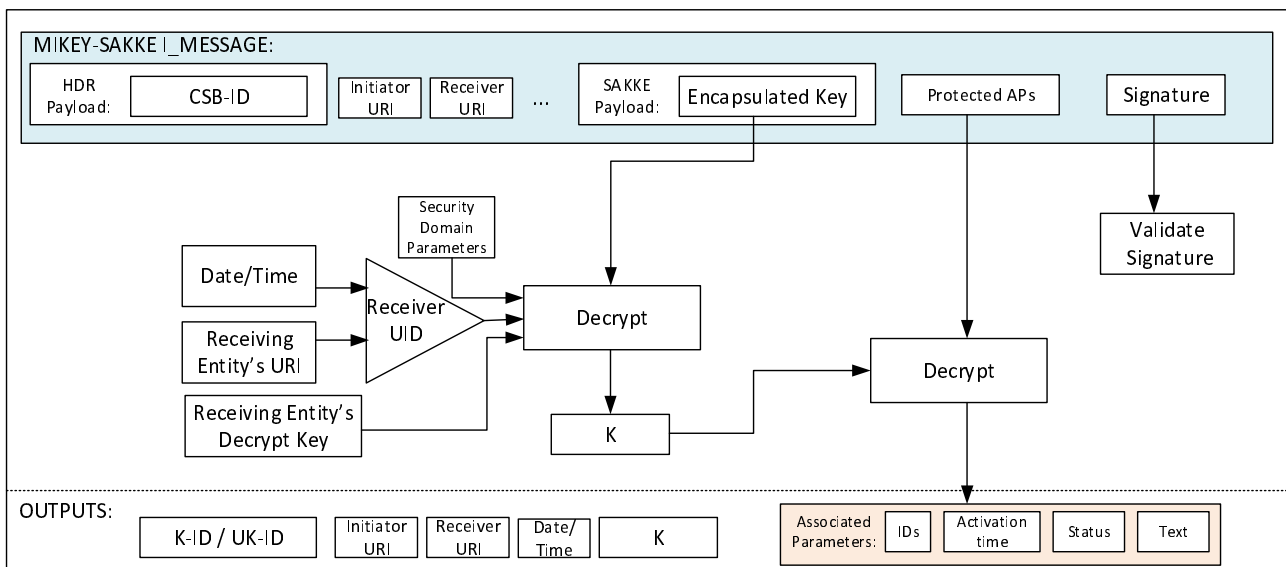 MIKEY-SAKKE I_MESSAGE:
HDR
Payload:
CSB-ID
Initiator
URI
Receiver
URI
...
SAKKE
Payload:
Encapsulated Key
Protected APs
Signature
Security
Domain
Parameters
Validate
Signature
Date/Time
Receiver
UID
Decrypt
Receiving
Entity's URI
Decrypt
Receiving Entity's
Decrypt Key
K
OUTPUTS:
K-ID / UK-ID
Initiator
URI
Receiver
URI
Date/
Time
K
Associated
Parameters:
IDs
Activation
time
Status
Text